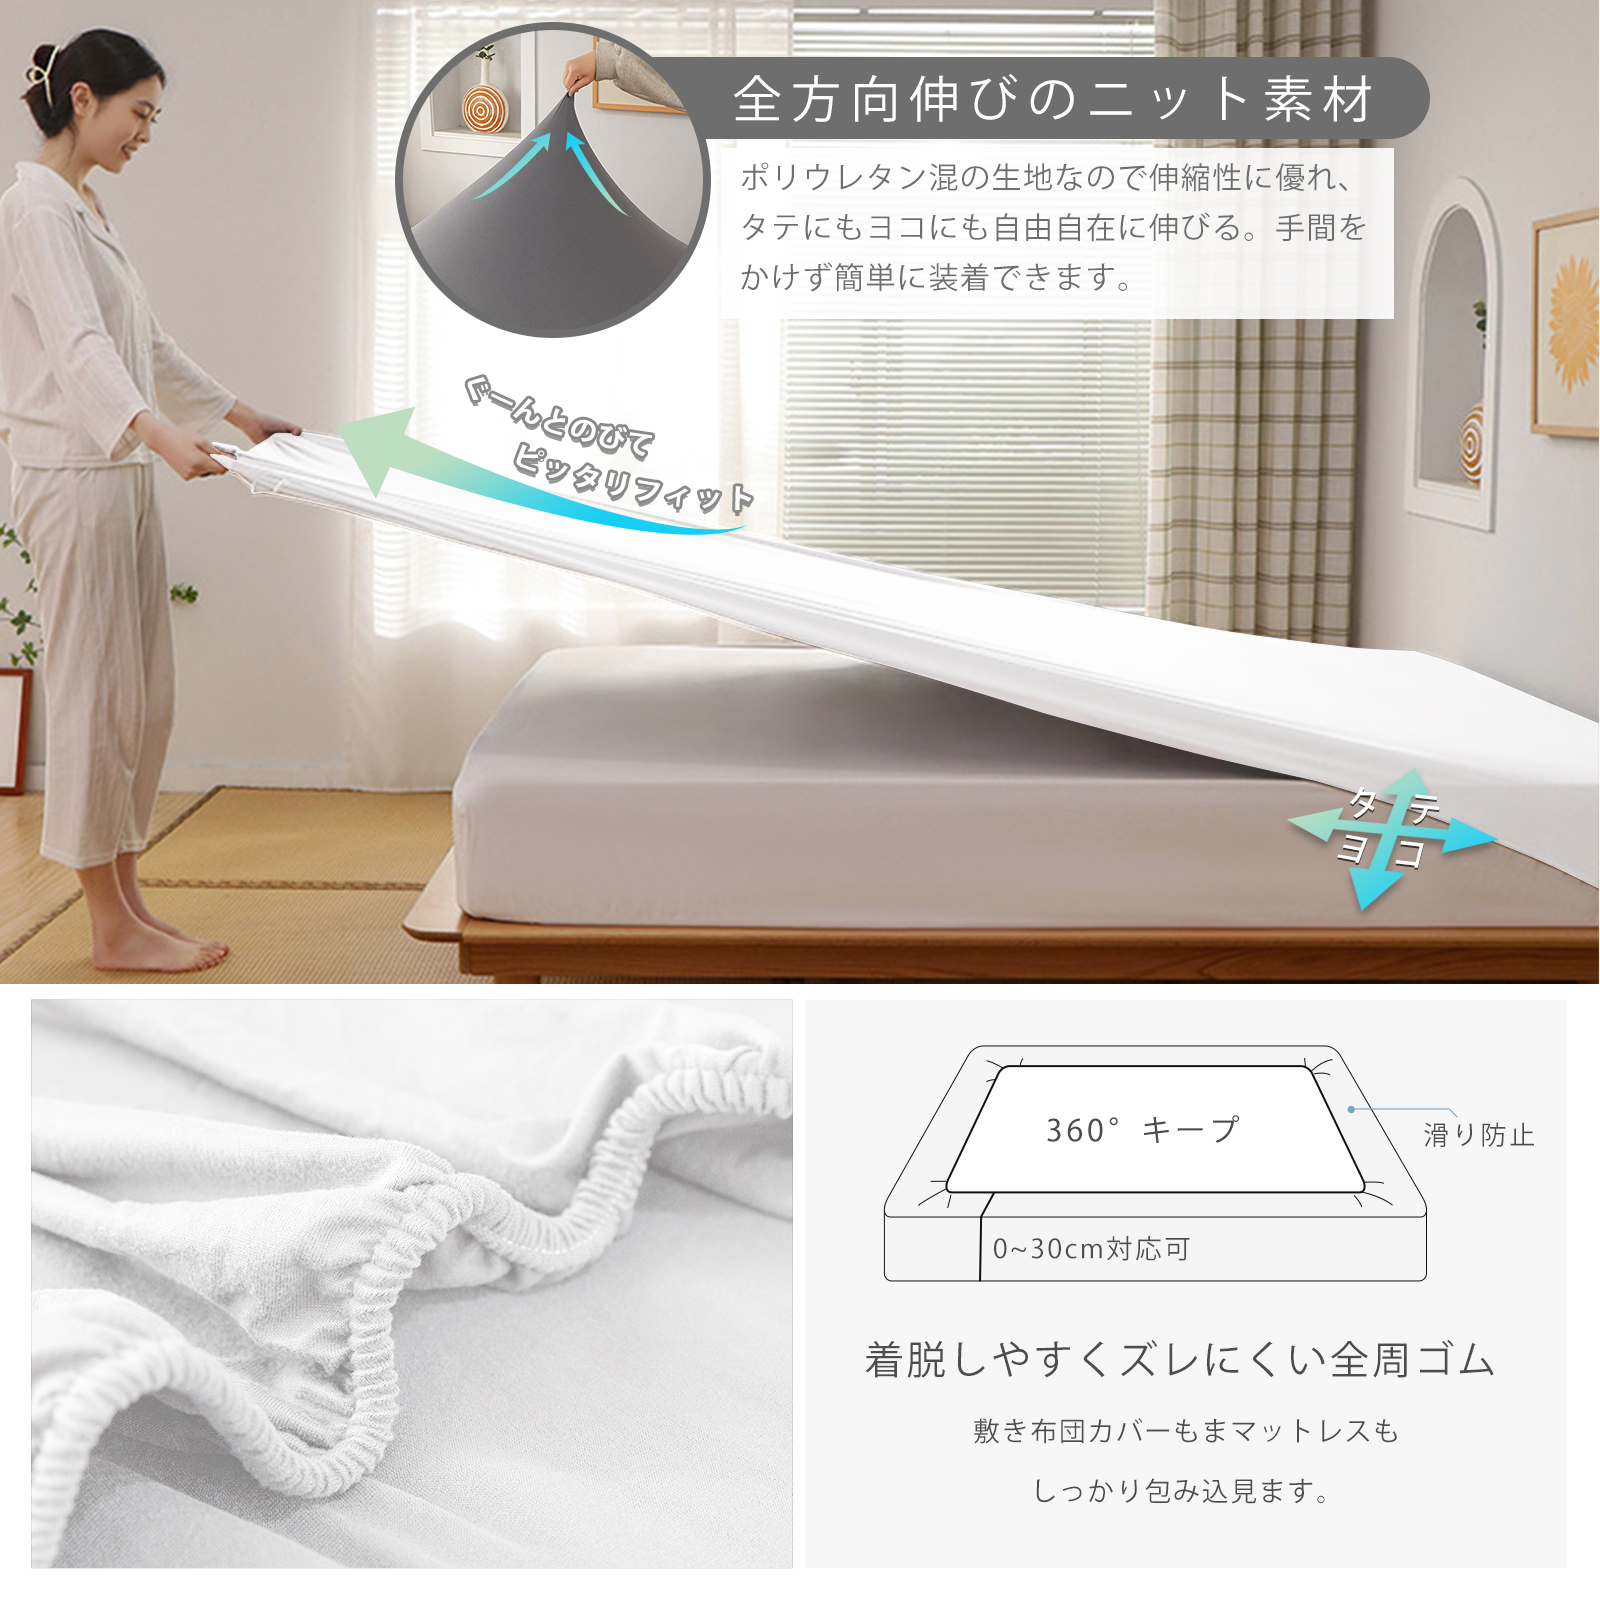 全方向伸びのニット素材
ポリウレタン混の生地なので伸縮性に優れ、
タテにもヨコにも自由自在に伸びる。手間を
かけず簡単に装着できます。
ぐーんとのびて
ピッタリフィット
タテ
ヨコ
360°キープ
滑り防止
0~30cm対応可
着脱しやすくズレにくい全周ゴム
敷き布団カバーもまマットレスも
しっかり包み込見ます。